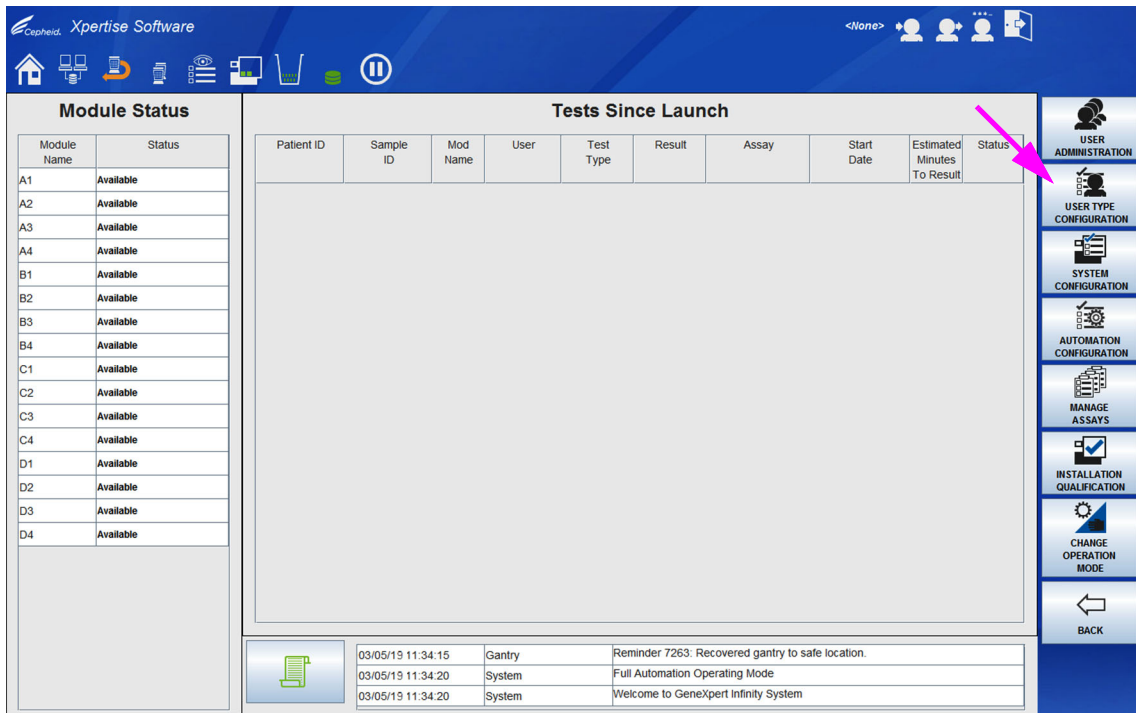 Cepheid. Xpertise Software
<None>
Module Status
Module Name Status
A1 Available
A2 Available
A3 Available
A4 Available
B1 Available
B2 Available
B3 Available
B4 Available
C1 Available
C2 Available
C3 Available
C4 Available
D1 Available
D2 Available
D3 Available
D4 Available
Tests Since Launch
Patient ID Sample ID Mod Name User Test Type Result Assay Start Date Estimated Minutes To Result Status
03/05/19 11:34:15 Gantry Reminder 7263: Recovered gantry to safe location.
03/05/19 11:34:20 System Full Automation Operating Mode
03/05/19 11:34:20 System Welcome to GeneXpert Infinity System
USER
ADMINISTRATION
USER TYPE
CONFIGURATION
SYSTEM
CONFIGURATION
AUTOMATION
CONFIGURATION
MANAGE
ASSAYS
INSTALLATION
QUALIFICATION
CHANGE
OPERATION
MODE
BACK